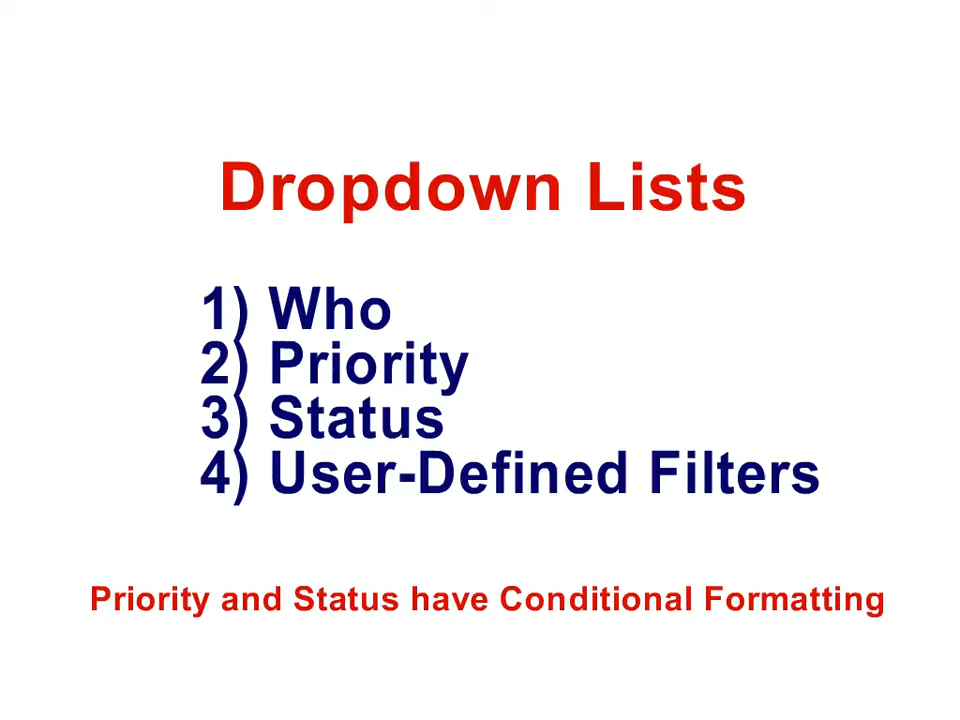 Dropdown Lists
1) Who
2) Priority
3) Status
4) User-Defined Filters
Priority and Status have Conditional Formatting